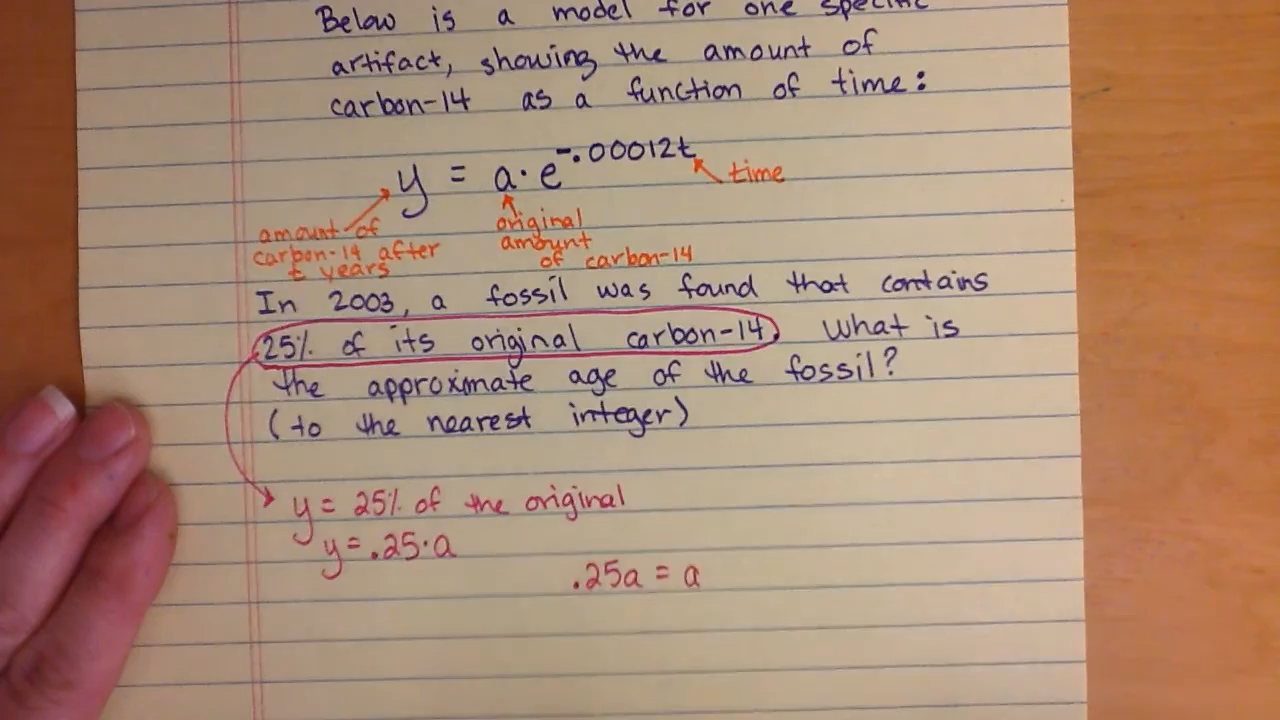 Below is a model for one specific
artifact, showing the amount of
carbon-14 as a function of time:
y = a·e^-.00012t
time
amount of
carbon-14 after
t years
original
amount
of carbon-14
In 2003, a fossil was found that contains
25% of its original carbon-14. What is
the approximate age of the fossil?
(to the nearest integer)
y = 25% of the original
y = .25·a
.25a = a